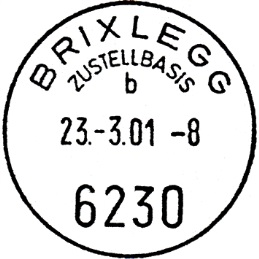 BRIXLEGG
ZUSTELLBASIS
b
23.-3.01 -8
6230